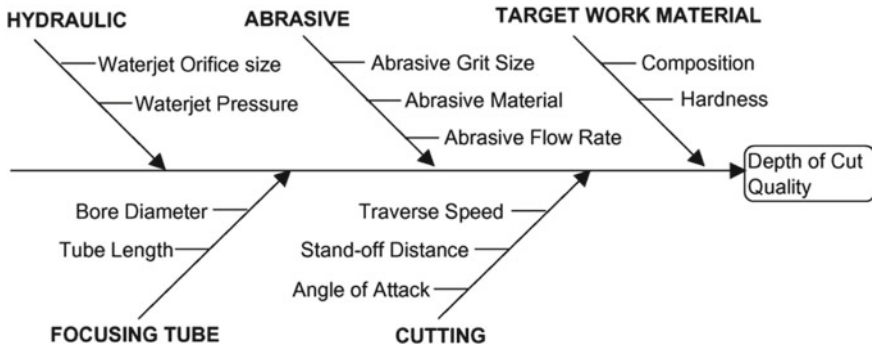 HYDRAULIC
Waterjet Orifice size
Waterjet Pressure
ABRASIVE
Abrasive Grit Size
Abrasive Material
Abrasive Flow Rate
TARGET WORK MATERIAL
Composition
Hardness
Depth of Cut
Quality
Bore Diameter
Tube Length
FOCUSING TUBE
Traverse Speed
Stand-off Distance
Angle of Attack
CUTTING